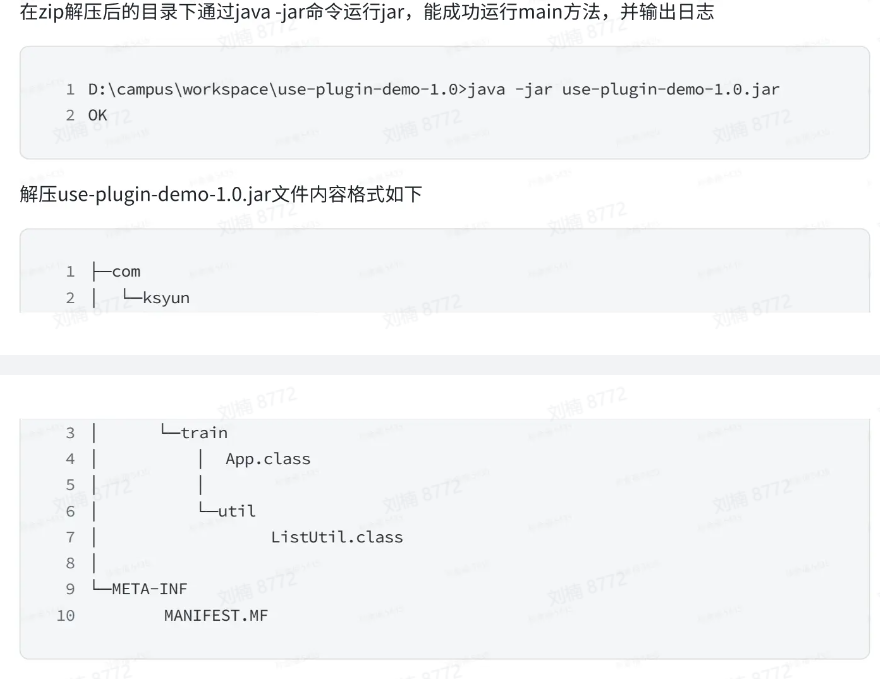 在zip解压后的目录下通过java -jar命令运行jar，能成功运行main方法，并输出日志
1 D:\campus\workspace\use-plugin-demo-1.0>java -jar use-plugin-demo-1.0.jar
2 OK
解压use-plugin-demo-1.0.jar文件内容格式如下
1 ├─com
2 │  └─ksyun
3 │      └─train
4 │          │  App.class
5 │          │
6 │          └─util
7 │                  ListUtil.class
8 │
9 └─META-INF
10         MANIFEST.MF
刘楠 8772